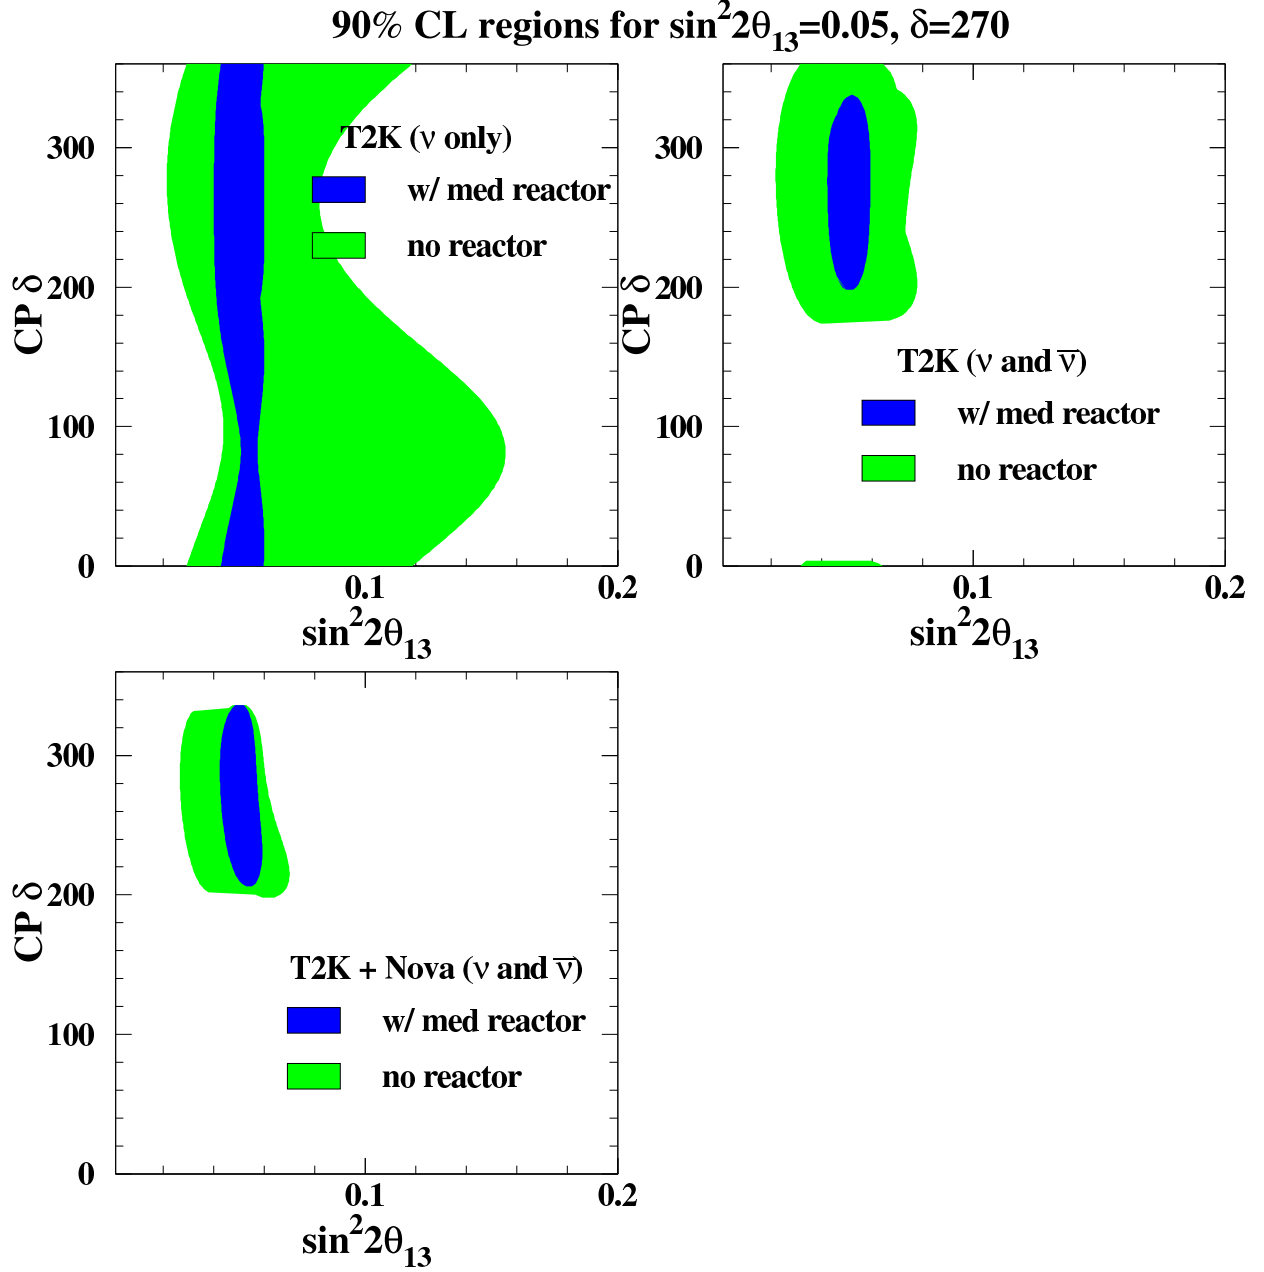 90% CL regions for sin²2θ₁₃=0.05, δ=270
CP δ
300
200
100
0
T2K (ν only)
w/ med reactor
no reactor
0.1
0.2
sin²2θ₁₃
CP δ
300
200
100
0
T2K (ν and ν̅)
w/ med reactor
no reactor
0.1
0.2
sin²2θ₁₃
CP δ
300
200
100
0
T2K + Nova (ν and ν̅)
w/ med reactor
no reactor
0.1
0.2
sin²2θ₁₃